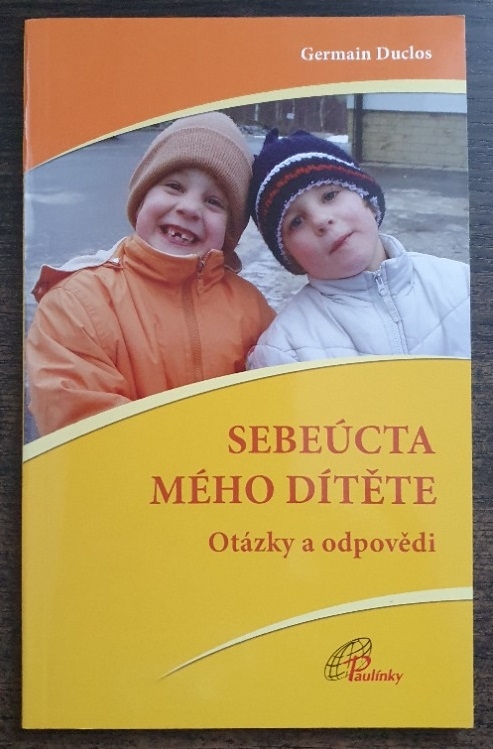 Germain Duclos
SEBEÚCTA
MÉHO DÍTĚTE
Otázky a odpovědi
Paulínky